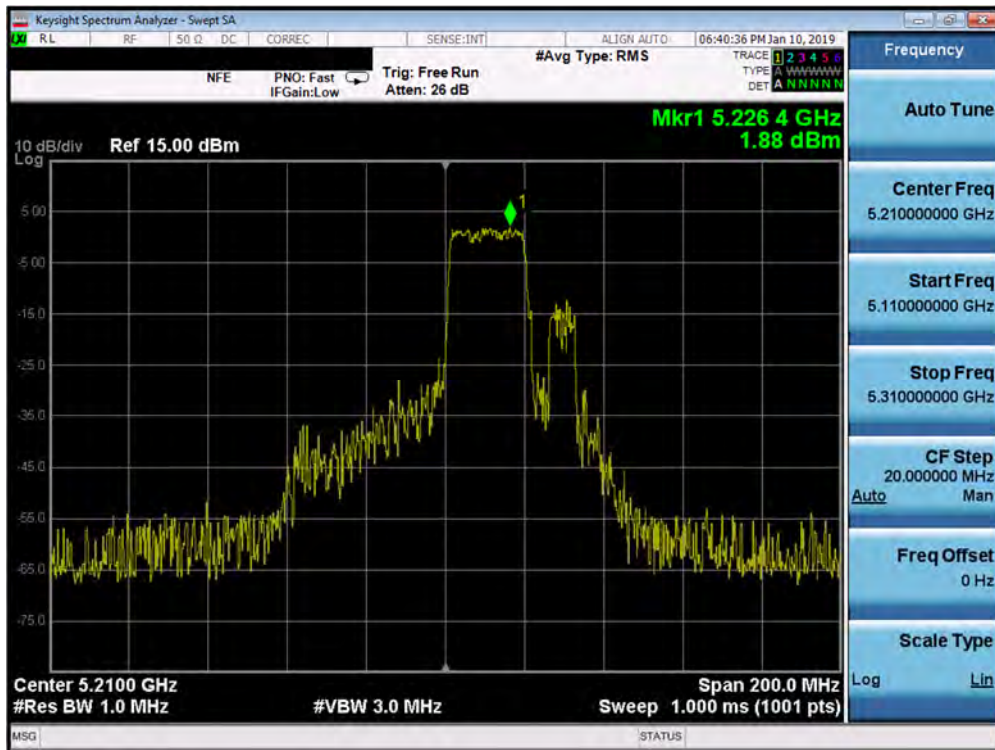 Keysight Spectrum Analyzer - Swept SA
LXI RL RF 50 Ω DC CORREC SENSE:INT ALIGN AUTO 06:40:36 PM Jan 10, 2019
#Avg Type: RMS
TRACE 1 2 3 4 5 6
TYPE A WWWWW
DET A N N N N N
NFE PNO: Fast Trig: Free Run
IFGain:Low Atten: 26 dB
Mkr1 5.226 4 GHz
1.88 dBm
10 dB/div Ref 15.00 dBm
Log
1
5.00
-5.00
-15.0
-25.0
-35.0
-45.0
-55.0
-65.0
-75.0
Center 5.2100 GHz Span 200.0 MHz
#Res BW 1.0 MHz #VBW 3.0 MHz Sweep 1.000 ms (1001 pts)
MSG STATUS
Frequency
Auto Tune
Center Freq
5.210000000 GHz
Start Freq
5.110000000 GHz
Stop Freq
5.310000000 GHz
CF Step
20.000000 MHz
Auto Man
Freq Offset
0 Hz
Scale Type
Log Lin